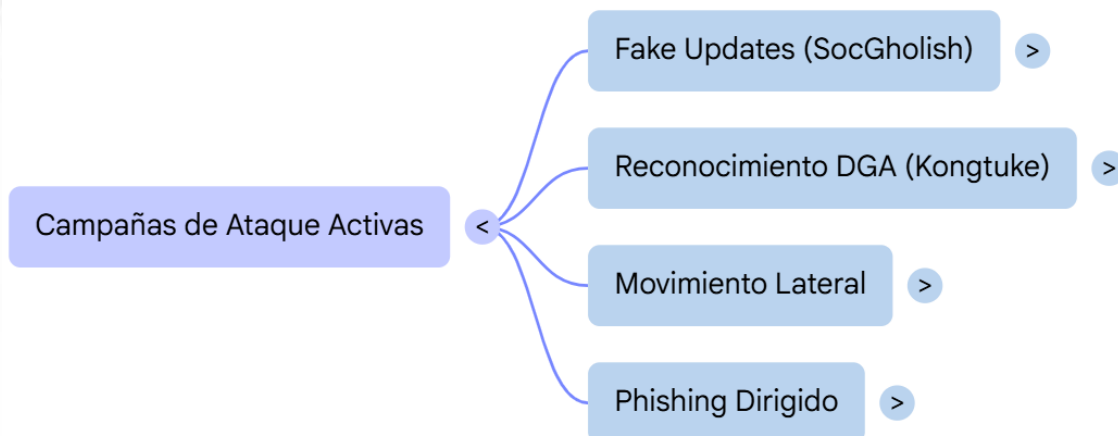 Fake Updates (SocGholish) >
Reconocimiento DGA (Kongtuke) >
Campañas de Ataque Activas <
Movimiento Lateral >
Phishing Dirigido >